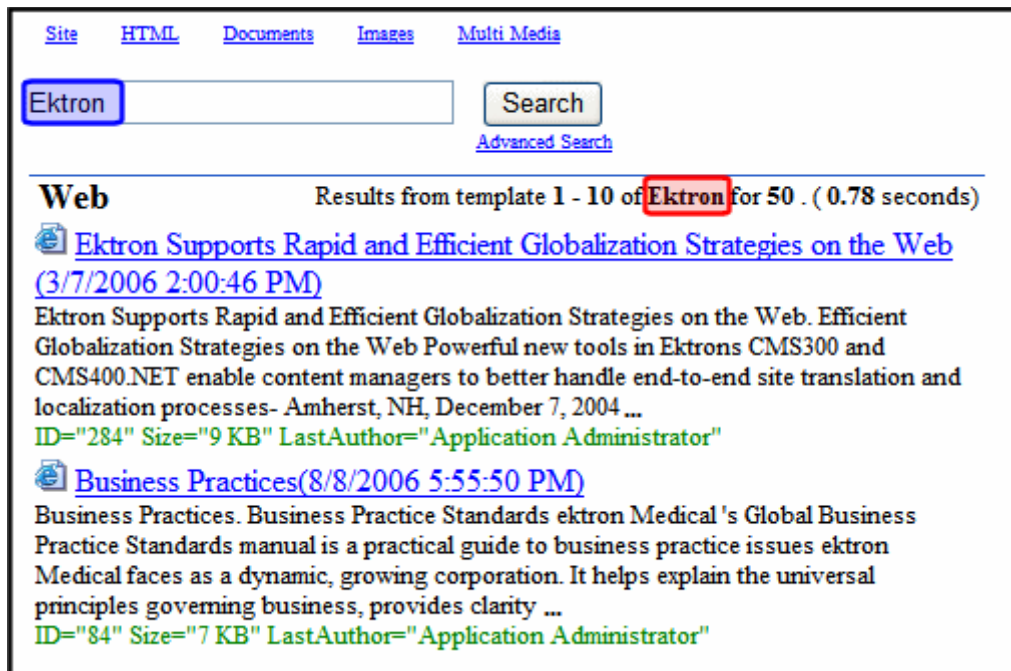 Site HTML Documents Images Multi Media
Ektron Search
Advanced Search
Web Results from template 1 - 10 of Ektron for 50 . ( 0.78 seconds)
Ektron Supports Rapid and Efficient Globalization Strategies on the Web
(3/7/2006 2:00:46 PM)
Ektron Supports Rapid and Efficient Globalization Strategies on the Web. Efficient
Globalization Strategies on the Web Powerful new tools in Ektrons CMS300 and
CMS400.NET enable content managers to better handle end-to-end site translation and
localization processes- Amherst, NH, December 7, 2004 ...
ID="284" Size="9 KB" LastAuthor="Application Administrator"
Business Practices(8/8/2006 5:55:50 PM)
Business Practices. Business Practice Standards ektron Medical 's Global Business
Practice Standards manual is a practical guide to business practice issues ektron
Medical faces as a dynamic, growing corporation. It helps explain the universal
principles governing business, provides clarity ...
ID="84" Size="7 KB" LastAuthor="Application Administrator"